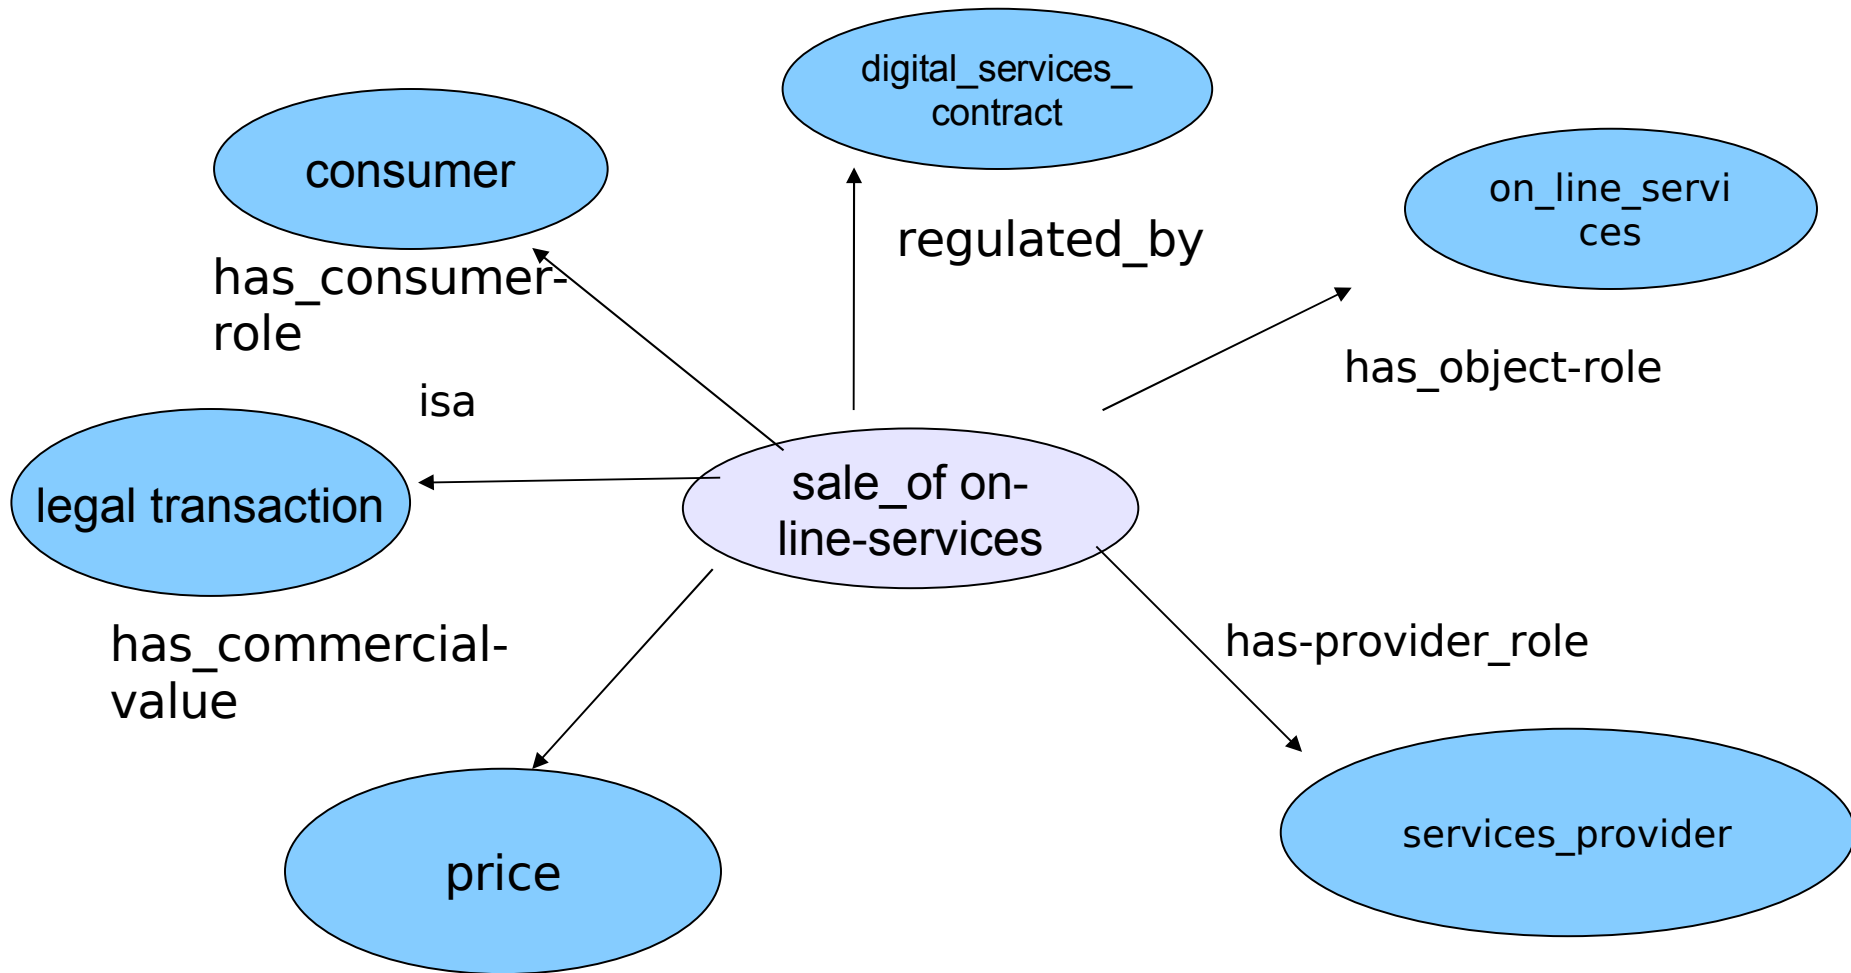 digital_services_
contract
consumer
on_line_servi
ces
regulated_by
has_consumer-
role
has_object-role
isa
legal transaction
sale_of on-
line-services
has_commercial-
value
has-provider_role
price
services_provider